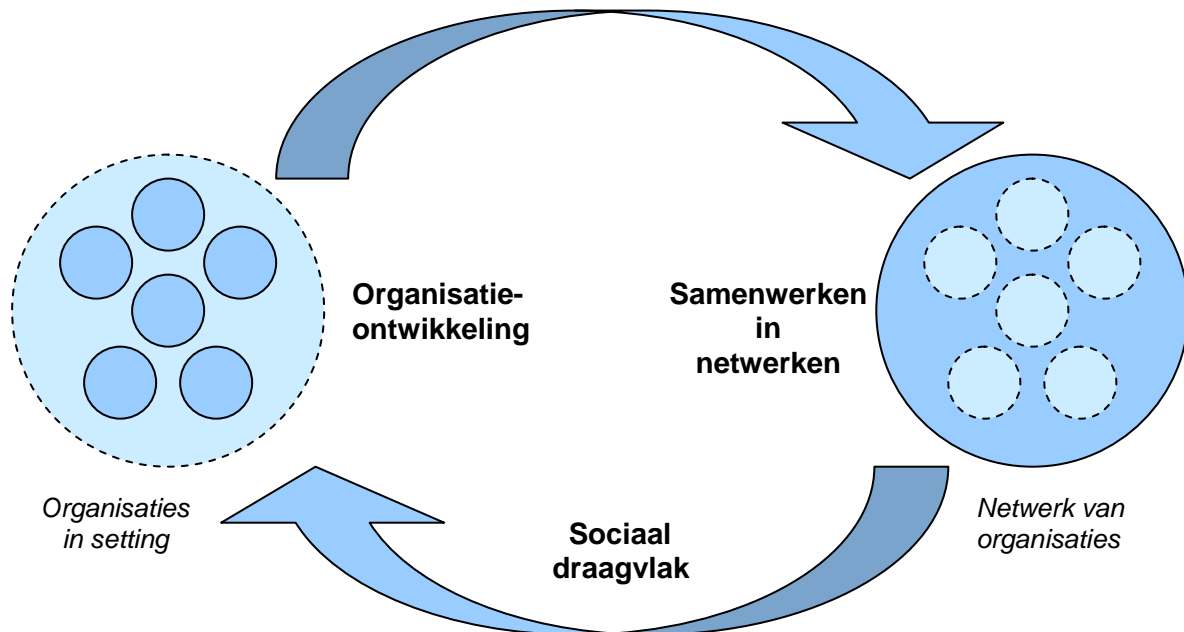 Organisatie-
ontwikkeling
Samenwerken
in
netwerken
Organisaties
in setting
Sociaal
draagvlak
Netwerk van
organisaties